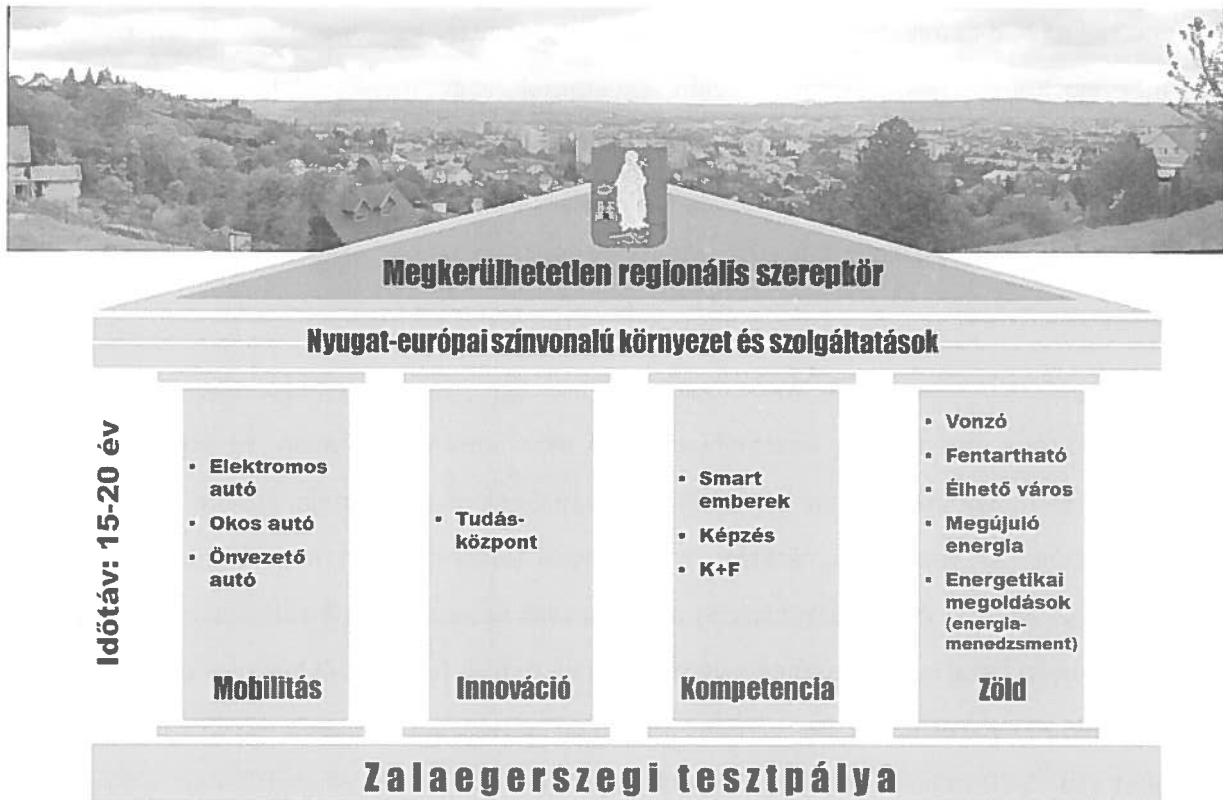 Megkerülhetetlen regionális szerepkör
Nyugat-európai színvonalú környezet és szolgáltatások
Időtáv: 15-20 év
▪ Elektromos
autó
▪ Okos autó
▪ Önvezető
autó
Mobilitás
▪ Tudás-
központ
Innováció
▪ Smart
emberek
▪ Képzés
▪ K+F
Kompetencia
▪ Vonzó
▪ Fentartható
▪ Élhető város
▪ Megújuló
energia
▪ Energetikai
megoldások
(energia-
menedzsment)
Zöld
Zalaegerszegi tesztpálya